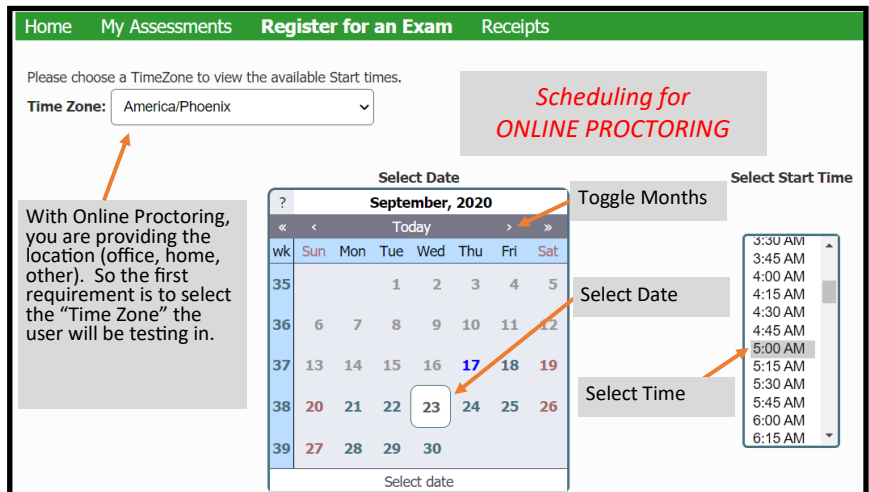 Home My Assessments Register for an Exam Receipts
Please choose a TimeZone to view the available Start times.
Time Zone: America/Phoenix
Scheduling for
ONLINE PROCTORING
With Online Proctoring,
you are providing the
location (office, home,
other). So the first
requirement is to select
the “Time Zone” the
user will be testing in.
Select Date
? September, 2020
« ‹ Today › »
wk Sun Mon Tue Wed Thu Fri Sat
35 1 2 3 4 5
36 6 7 8 9 10 11 12
37 13 14 15 16 17 18 19
38 20 21 22 23 24 25 26
39 27 28 29 30
Select date
Toggle Months
Select Date
Select Time
Select Start Time
3:30 AM
3:45 AM
4:00 AM
4:15 AM
4:30 AM
4:45 AM
5:00 AM
5:15 AM
5:30 AM
5:45 AM
6:00 AM
6:15 AM